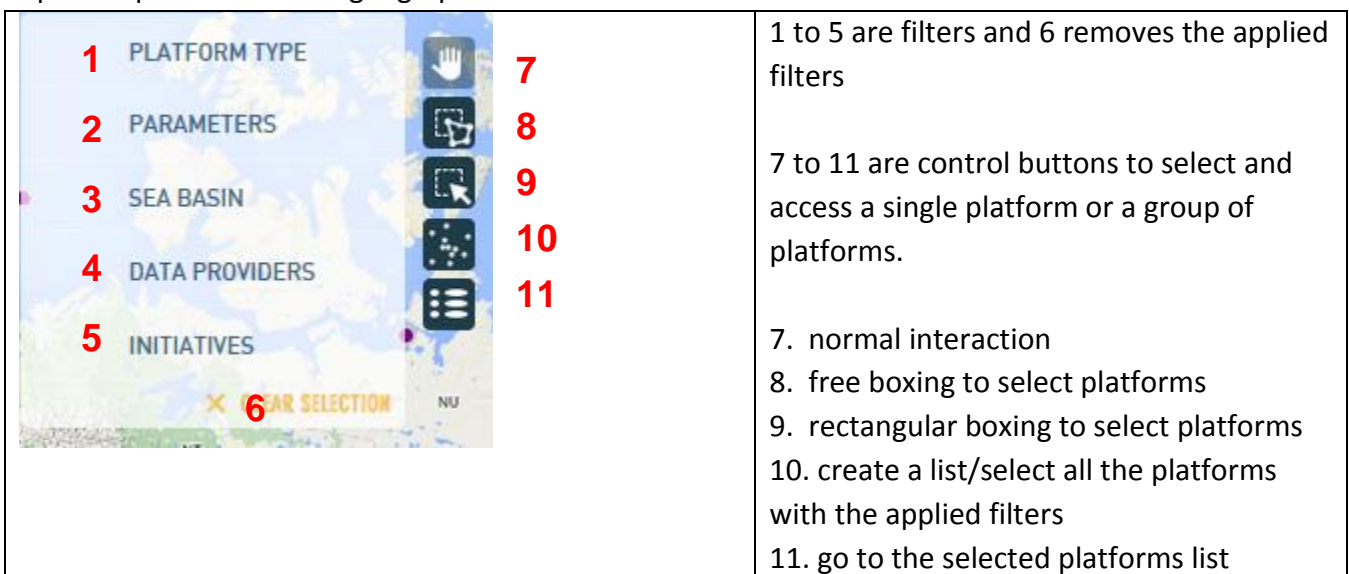 1 PLATFORM TYPE
7
2 PARAMETERS
8
3 SEA BASIN
9
10
4 DATA PROVIDERS
11
5 INITIATIVES
6 EAR SELECTION
NU
1 to 5 are filters and 6 removes the applied
filters
7 to 11 are control buttons to select and
access a single platform or a group of
platforms.
7. normal interaction
8. free boxing to select platforms
9. rectangular boxing to select platforms
10. create a list/select all the platforms
with the applied filters
11. go to the selected platforms list